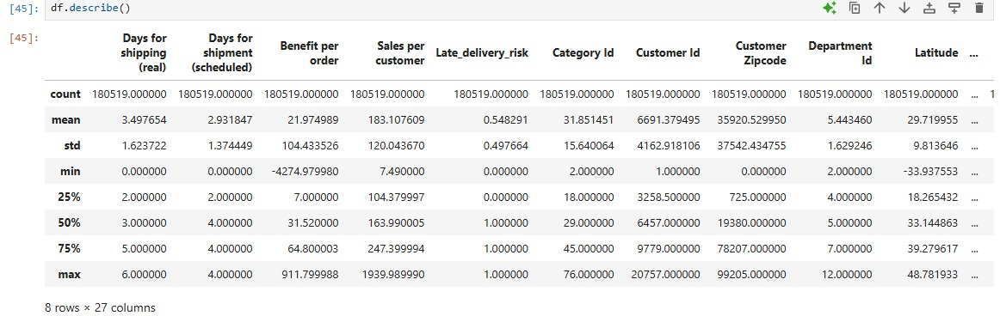 [45]: df.describe()
[45]: Days for shipping (real) Days for shipment (scheduled) Benefit per order Sales per customer Late_delivery_risk Category Id Customer Id Customer Zipcode Department Id Latitude ...
count 180519.000000 180519.000000 180519.000000 180519.000000 180519.000000 180519.000000 180519.000000 180519.000000 180519.000000 180519.000000 ... 1
mean 3.497654 2.931847 21.974989 183.107609 0.548291 31.851451 6691.379495 35920.529950 5.443460 29.719955 ...
std 1.623722 1.374449 104.433526 120.043670 0.497664 15.640064 4162.918106 37542.434755 1.629246 9.813646 ...
min 0.000000 0.000000 -4274.979980 7.490000 0.000000 2.000000 1.000000 0.000000 2.000000 -33.937553 ...
25% 2.000000 2.000000 7.000000 104.379997 0.000000 18.000000 3258.500000 725.000000 4.000000 18.265432 ...
50% 3.000000 4.000000 31.520000 163.990005 1.000000 29.000000 6457.000000 19380.000000 5.000000 33.144863 ...
75% 5.000000 4.000000 64.800003 247.399994 1.000000 45.000000 9779.000000 78207.000000 7.000000 39.279617 ...
max 6.000000 4.000000 911.799988 1939.989990 1.000000 76.000000 20757.000000 99205.000000 12.000000 48.781933 ...
8 rows × 27 columns